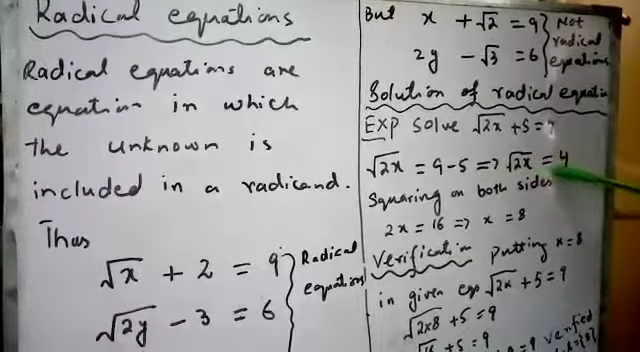 Radical equations
Radical equations are
equation in which
the unknown is
included in a radicand.
Thus
√x + 2 = 9
√2y - 3 = 6
Radical
equations
But x + √2 = 9
2y - √3 = 6
Not
radical
equations
Solution of radical equation
EXP Solve √2x + 5 = 9
√2x = 9-5 => √2x = 4
Squaring on both sides
2x = 16 => x = 8
Verification putting x = 8
in given √2x + 5 = 9
√2x8 + 5 = 9
√16 + 5 = 9
verified